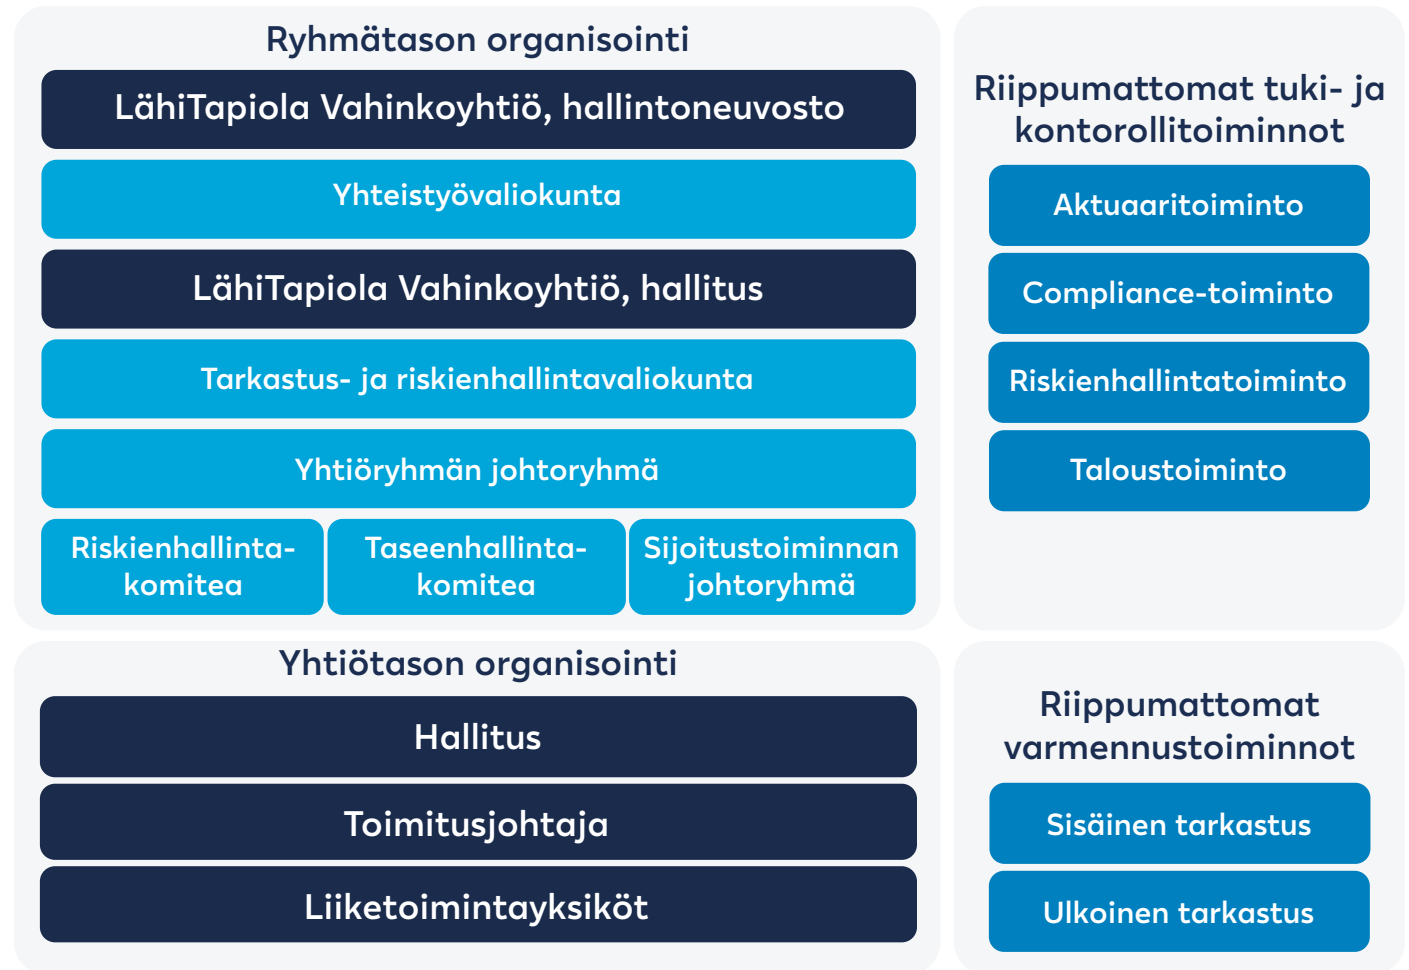 Ryhmätason organisointi
LähiTapiola Vahinkoyhtiö, hallintoneuvosto
Yhteistyövaliokunta
LähiTapiola Vahinkoyhtiö, hallitus
Tarkastus- ja riskienhallintavaliokunta
Yhtiöryhmän johtoryhmä
Riskienhallinta-
komitea
Taseenhallinta-
komitea
Sijoitustoiminnan
johtoryhmä
Riippumattomat tuki- ja
kontorollitoiminnot
Aktuaaritoiminto
Compliance-toiminto
Riskienhallintatoiminto
Taloustoiminto
Yhtiötason organisointi
Hallitus
Toimitusjohtaja
Liiketoimintayksiköt
Riippumattomat
varmennustoiminnot
Sisäinen tarkastus
Ulkoinen tarkastus